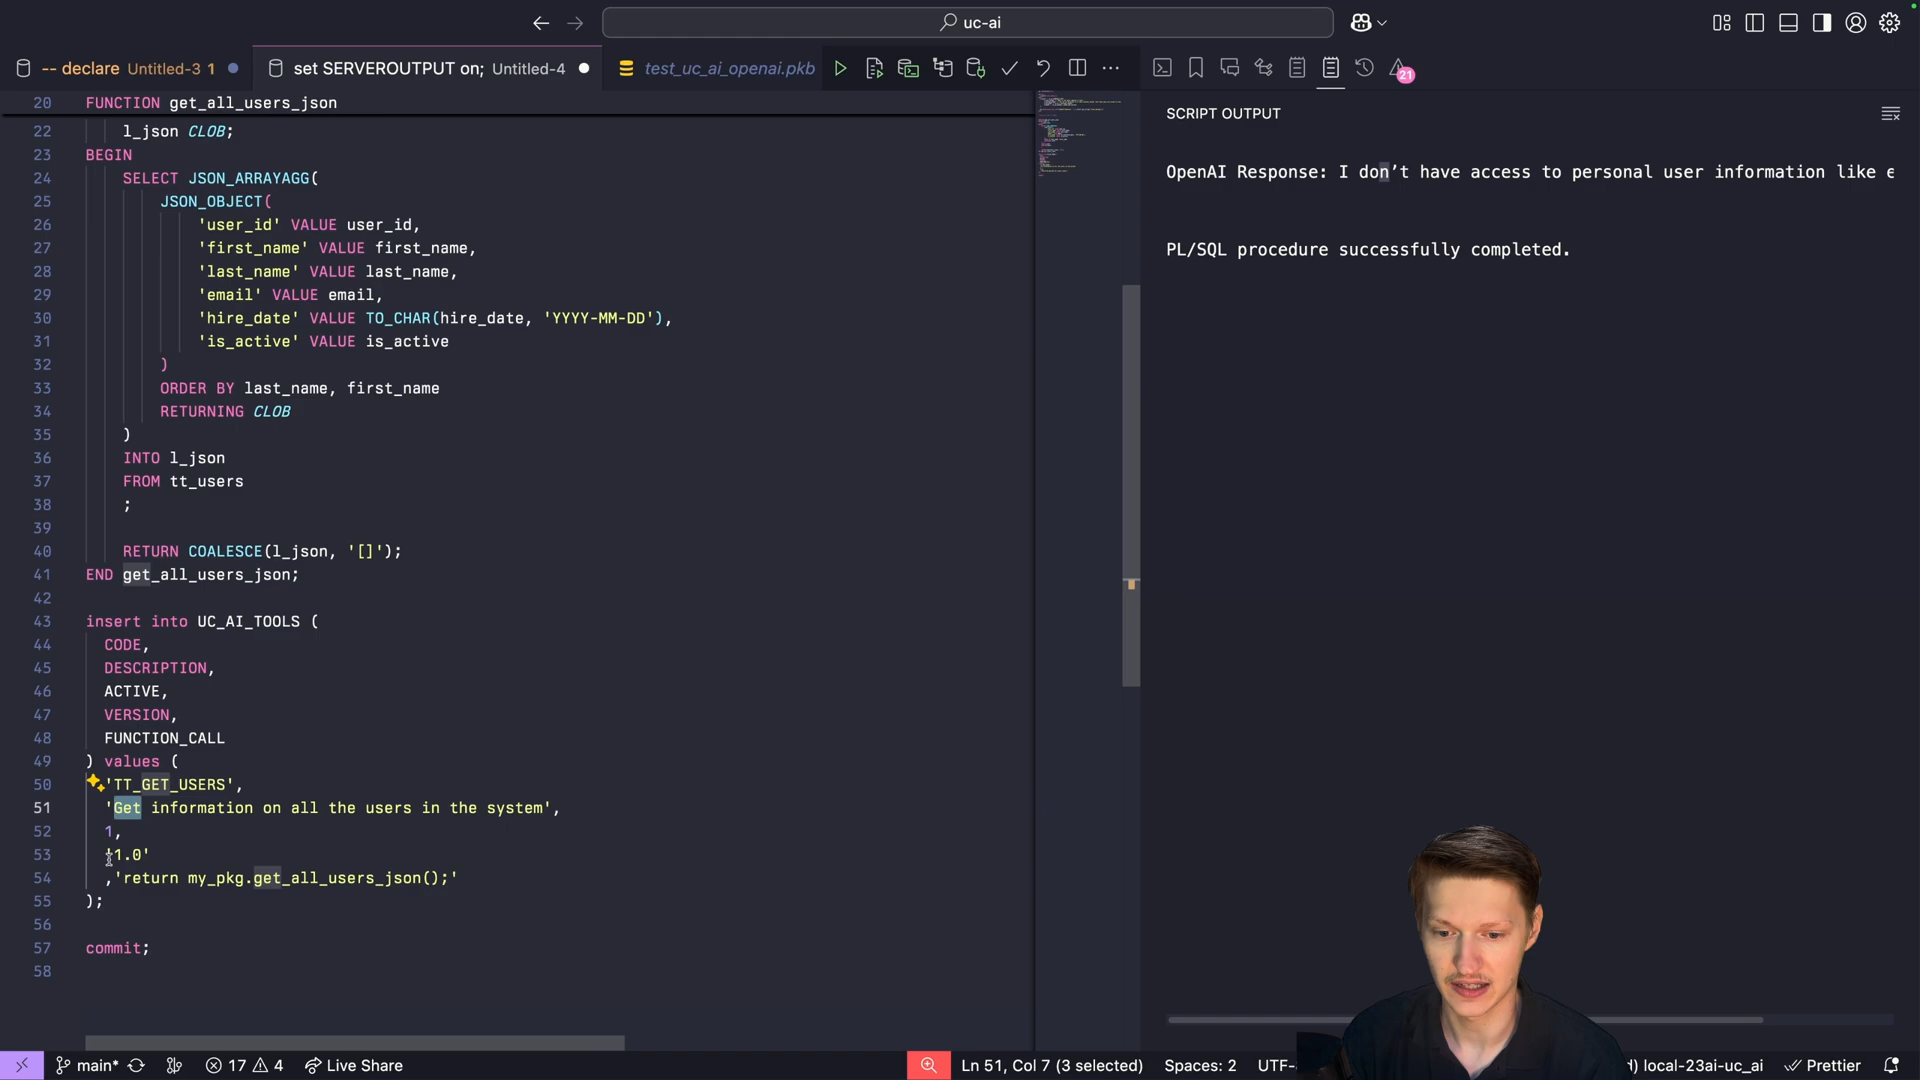 uc-ai
-- declare Untitled-3 1
set SERVEROUTPUT on; Untitled-4
test_uc_ai_openai.pkb
21
20 FUNCTION get_all_users_json
22 l_json CLOB;
23 BEGIN
24 SELECT JSON_ARRAYAGG(
25 JSON_OBJECT(
26 'user_id' VALUE user_id,
27 'first_name' VALUE first_name,
28 'last_name' VALUE last_name,
29 'email' VALUE email,
30 'hire_date' VALUE TO_CHAR(hire_date, 'YYYY-MM-DD'),
31 'is_active' VALUE is_active
32 )
33 ORDER BY last_name, first_name
34 RETURNING CLOB
35 )
36 INTO l_json
37 FROM tt_users
38 ;
39
40 RETURN COALESCE(l_json, '[]');
41 END get_all_users_json;
42
43 insert into UC_AI_TOOLS (
44 CODE,
45 DESCRIPTION,
46 ACTIVE,
47 VERSION,
48 FUNCTION_CALL
49 ) values (
50 'TT_GET_USERS',
51 'Get information on all the users in the system',
52 1,
53 '1.0'
54 ,'return my_pkg.get_all_users_json();'
55 );
56
57 commit;
58
SCRIPT OUTPUT
OpenAI Response: I don’t have access to personal user information like e
PL/SQL procedure successfully completed.
main* 17 4 Live Share
Ln 51, Col 7 (3 selected) Spaces: 2 UTF- local-23ai-uc_ai Prettier